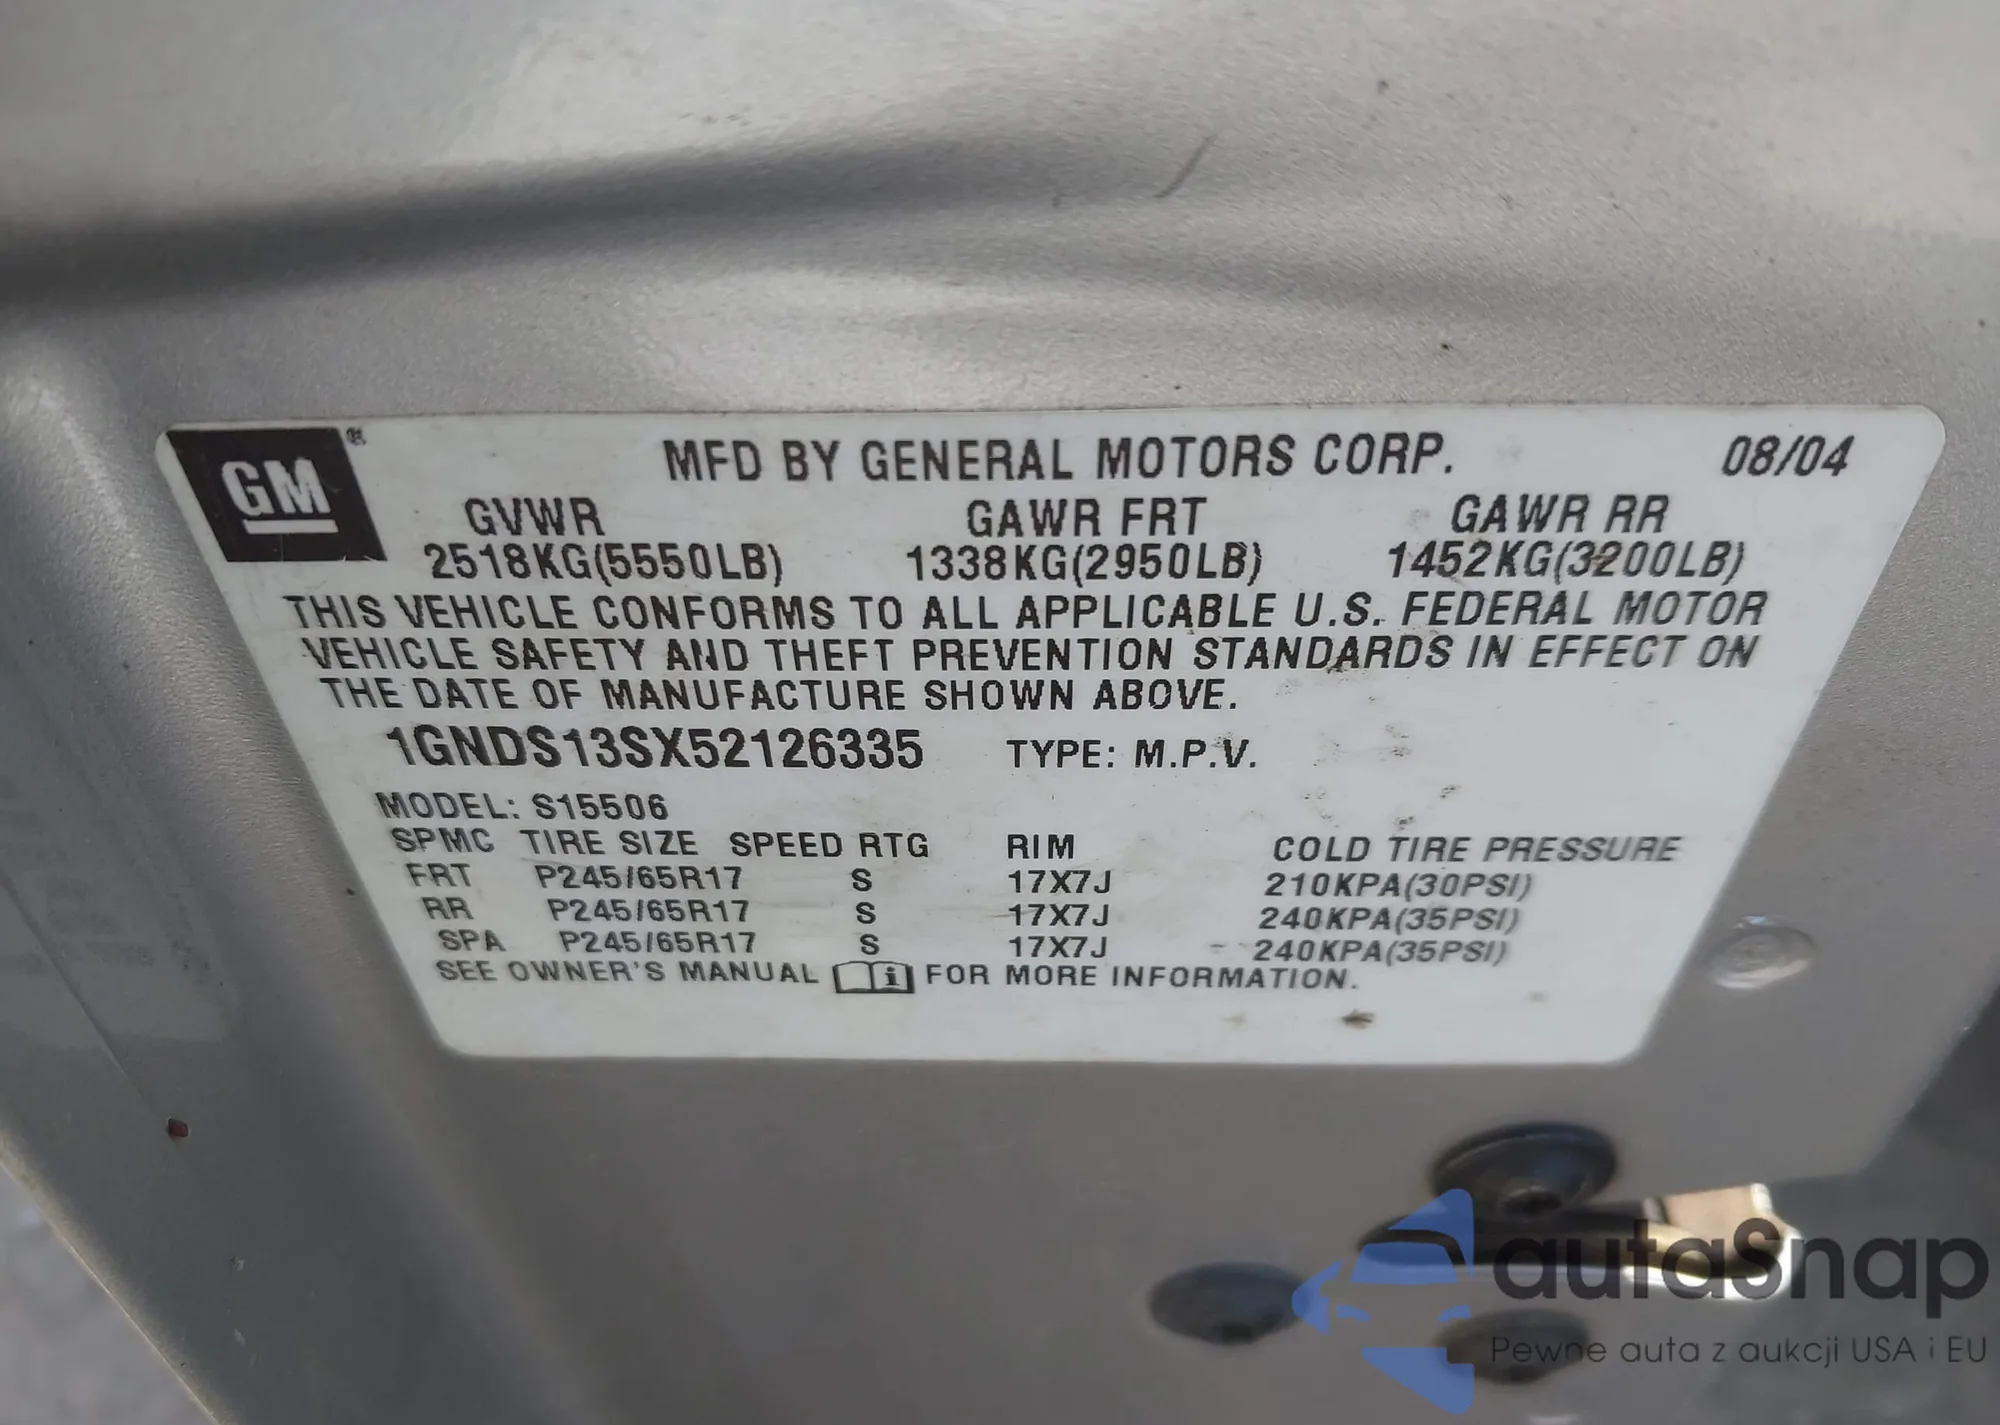 GM ®
MFD BY GENERAL MOTORS CORP. 08/04
GVWR GAWR FRT GAWR RR
2518KG(5550LB) 1338KG(2950LB) 1452KG(3200LB)
THIS VEHICLE CONFORMS TO ALL APPLICABLE U.S. FEDERAL MOTOR
VEHICLE SAFETY AND THEFT PREVENTION STANDARDS IN EFFECT ON
THE DATE OF MANUFACTURE SHOWN ABOVE.
1GNDS13SX52126335 TYPE: M.P.V.
MODEL: S15506
SPMC TIRE SIZE SPEED RTG RIM COLD TIRE PRESSURE
FRT P245/65R17 S 17X7J 210KPA(30PSI)
RR P245/65R17 S 17X7J 240KPA(35PSI)
SPA P245/65R17 S 17X7J 240KPA(35PSI)
SEE OWNER'S MANUAL i FOR MORE INFORMATION.
autaSnap
Pewne auta z aukcji USA i EU